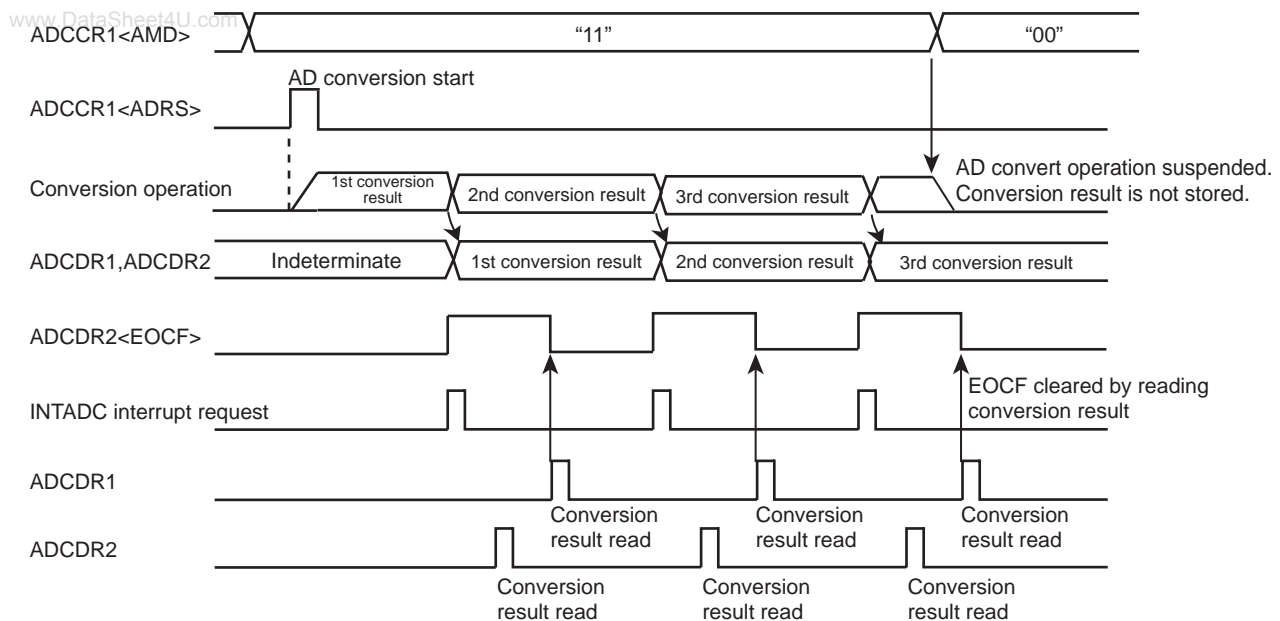 www.DataSheet4U.com
ADCCR1<AMD>
“11”
“00”
AD conversion start
ADCCR1<ADRS>
Conversion operation
1st conversion
result
2nd conversion result
3rd conversion result
AD convert operation suspended.
Conversion result is not stored.
ADCDR1,ADCDR2
Indeterminate
1st conversion result
2nd conversion result
3rd conversion result
ADCDR2<EOCF>
EOCF cleared by reading
conversion result
INTADC interrupt request
ADCDR1
Conversion
result read
Conversion
result read
Conversion
result read
ADCDR2
Conversion
result read
Conversion
result read
Conversion
result read